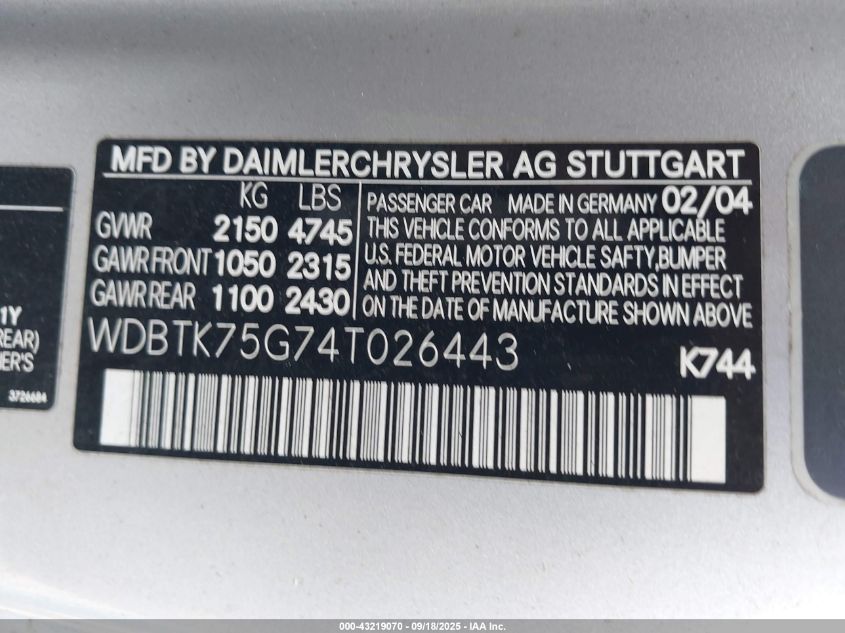 MFD BY DAIMLERCHRYSLER AG STUTTGART
KG LBS
GVWR 2150 4745
GAWR FRONT 1050 2315
GAWR REAR 1100 2430
PASSENGER CAR MADE IN GERMANY 02/04
THIS VEHICLE CONFORMS TO ALL APPLICABLE
U.S. FEDERAL MOTOR VEHICLE SAFTY,BUMPER
AND THEFT PREVENTION STANDARDS IN EFFECT
ON THE DATE OF MANUFACTURE SHOWN ABOVE
WDBTK75G74T026443
K744
1Y
REAR)
ER'S
3726684
000-43219070 - 09/18/2025 - IAA Inc.